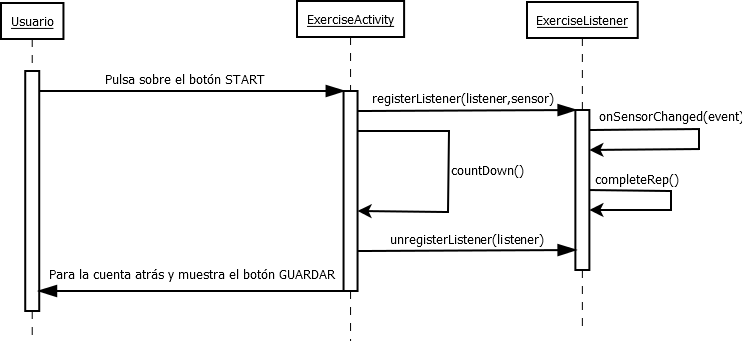 Usuario
ExerciseActivity
ExerciseListener
Pulsa sobre el botón START
registerListener(listener,sensor)
onSensorChanged(event)
countDown()
completeRep()
unregisterListener(listener)
Para la cuenta atrás y muestra el botón GUARDAR